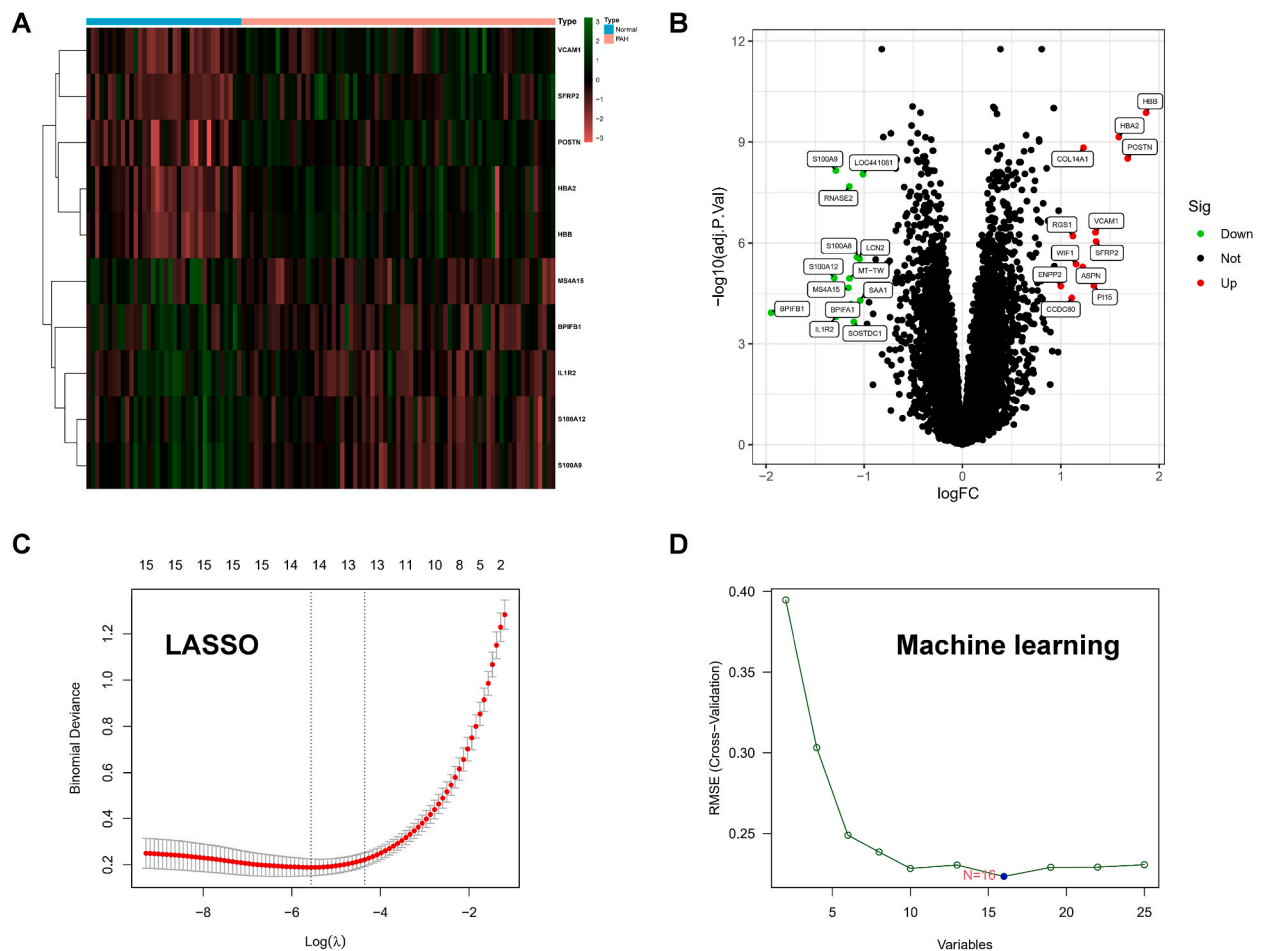 A
Type
VCAM1
SFRP2
POSTN
HBA2
HBB
MS4A15
BPIFB1
IL1R2
S100A12
S100A9
3
2
1
0
−1
−2
−3
Type
Normal
PAH
B
12
9
6
3
0
−log10(adj.P.Val)
HBB
HBA2
POSTN
COL14A1
S100A9
LOC441081
RNASE2
RGS1
VCAM1
SFRP2
S100A8
LCN2
WIF1
S100A12
MT−TW
ENPP2
ASPN
MS4A15
SAA1
PI15
BPIFB1
BPIFA1
CCDC80
IL1R2
SOSTDC1
−2 −1 0 1 2
logFC
Sig
Down
Not
Up
C
15 15 15 15 15 14 14 13 13 11 10 8 5 2
LASSO
1.2
1.0
0.8
0.6
0.4
0.2
Binomial Deviance
−8 −6 −4 −2
Log(λ)
D
Machine learning
0.40
0.35
0.30
0.25
RMSE (Cross−Validation)
N=16
5 10 15 20 25
Variables